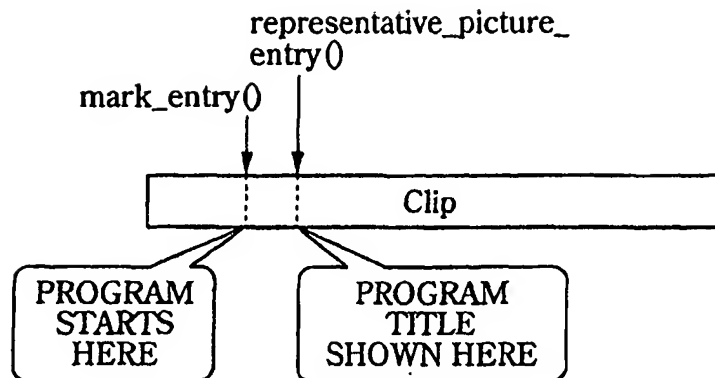 representative_picture_
entry()
mark_entry()
Clip
PROGRAM
STARTS
HERE
PROGRAM
TITLE
SHOWN HERE